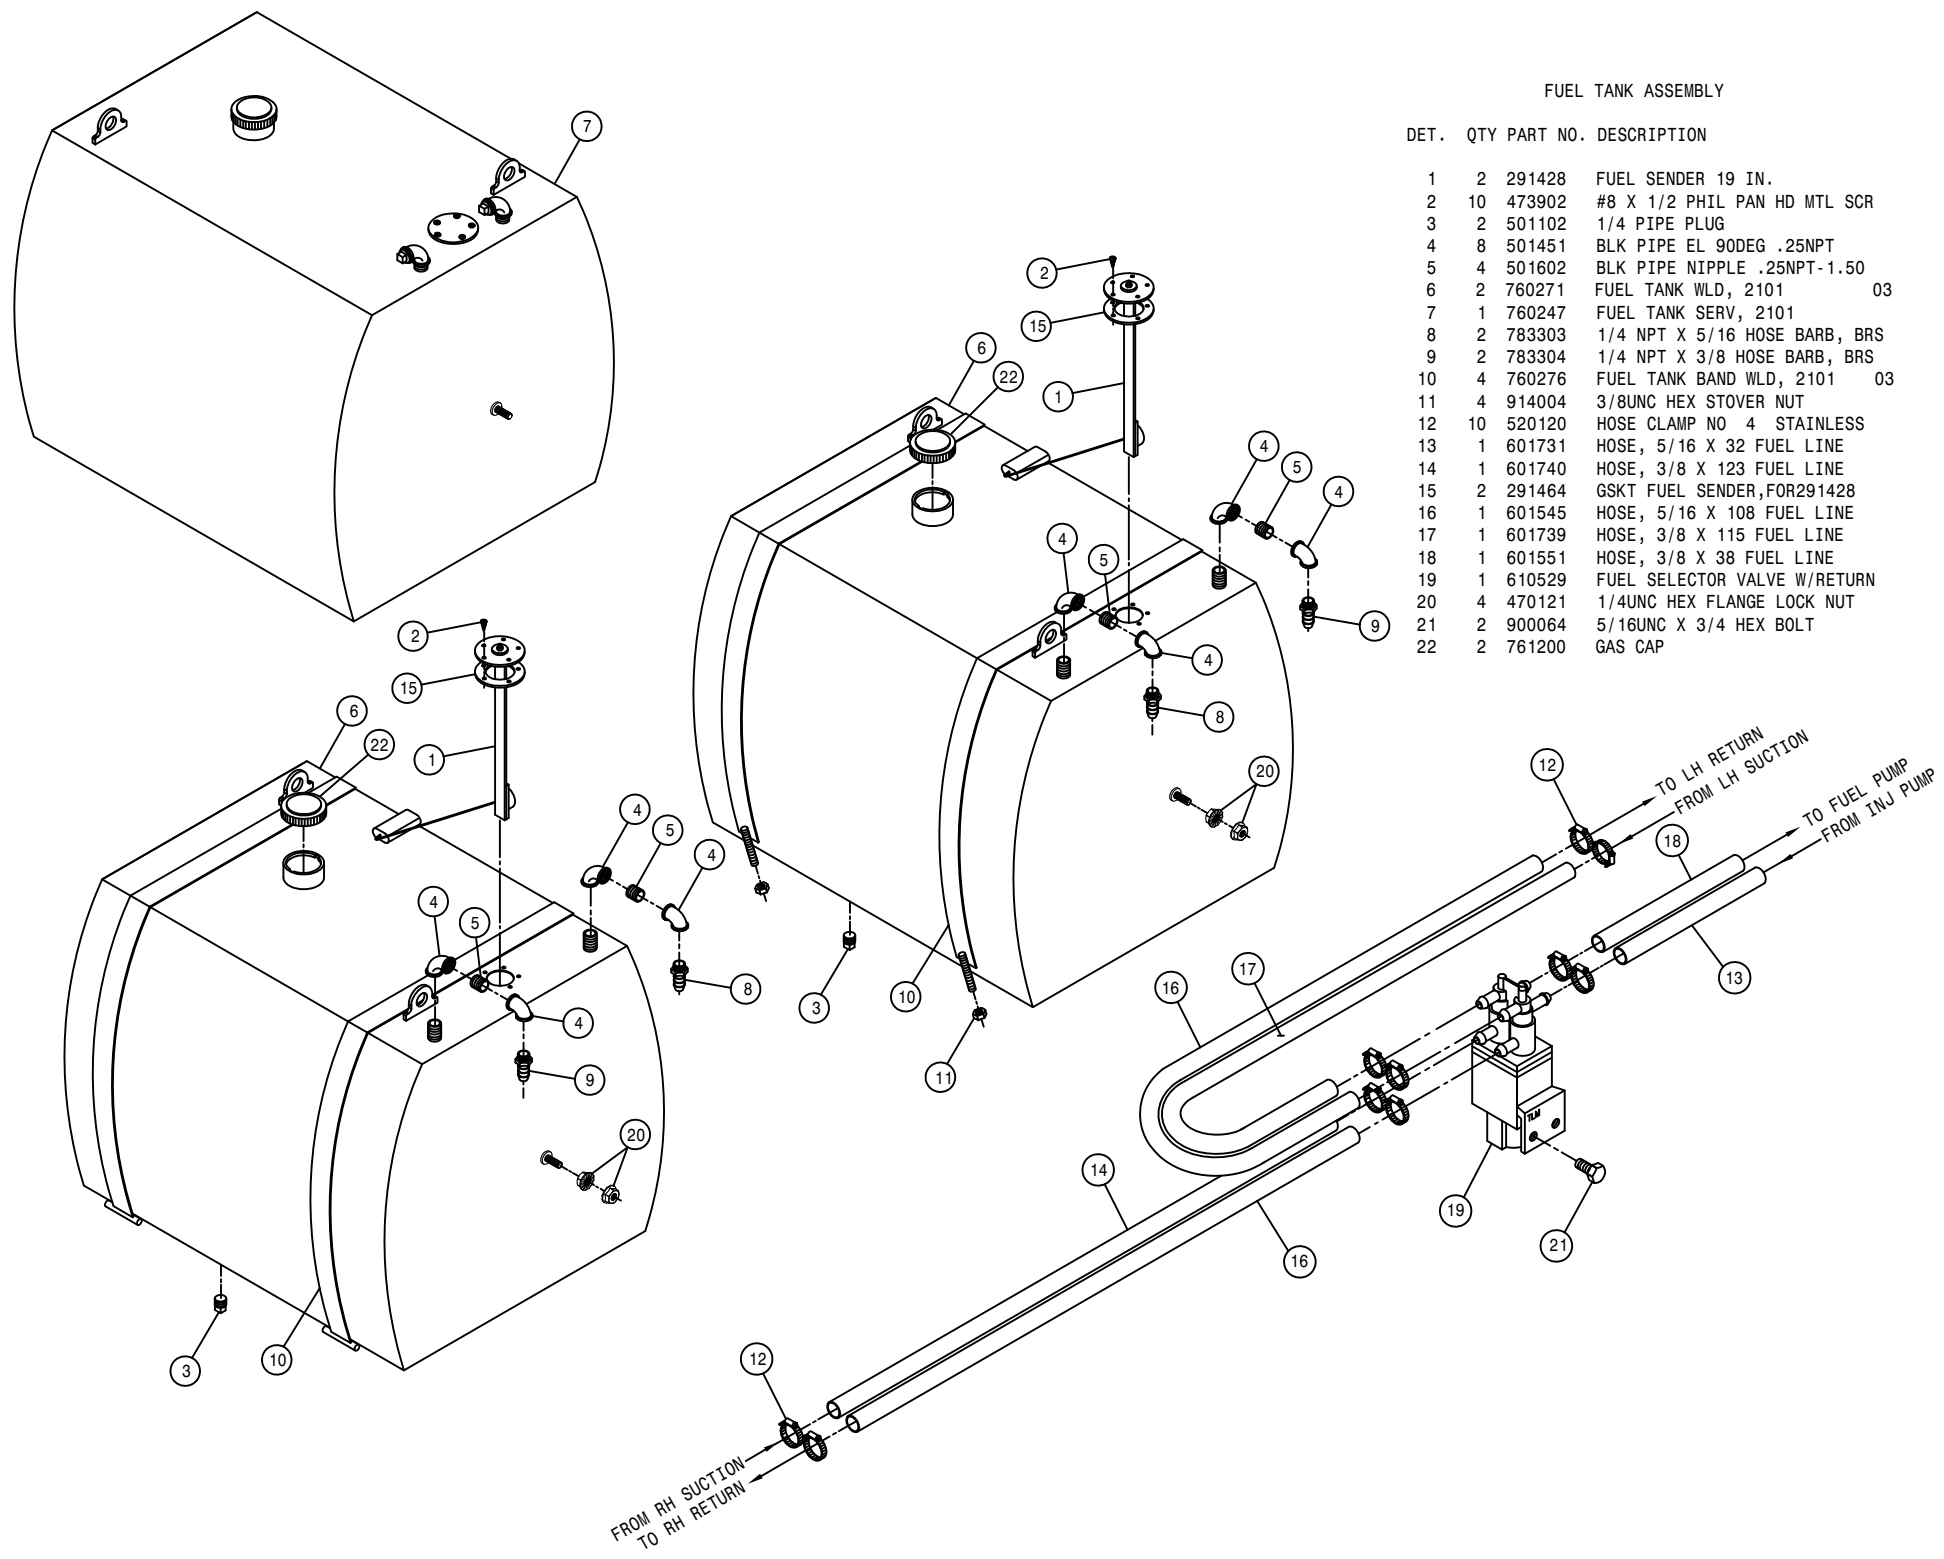 FUEL TANK ASSEMBLY
DET. QTY PART NO. DESCRIPTION
1 2 291428 FUEL SENDER 19 IN.
2 10 473902 #8 X 1/2 PHIL PAN HD MTL SCR
3 2 501102 1/4 PIPE PLUG
4 8 501451 BLK PIPE EL 90DEG .25NPT
5 4 501602 BLK PIPE NIPPLE .25NPT-1.50
6 2 760271 FUEL TANK WLD, 2101 03
7 1 760247 FUEL TANK SERV, 2101
8 2 783303 1/4 NPT X 5/16 HOSE BARB, BRS
9 2 783304 1/4 NPT X 3/8 HOSE BARB, BRS
10 4 760276 FUEL TANK BAND WLD, 2101 03
11 4 914004 3/8UNC HEX STOVER NUT
12 10 520120 HOSE CLAMP NO 4 STAINLESS
13 1 601731 HOSE, 5/16 X 32 FUEL LINE
14 1 601740 HOSE, 3/8 X 123 FUEL LINE
15 2 291464 GSKT FUEL SENDER,FOR291428
16 1 601545 HOSE, 5/16 X 108 FUEL LINE
17 1 601739 HOSE, 3/8 X 115 FUEL LINE
18 1 601551 HOSE, 3/8 X 38 FUEL LINE
19 1 610529 FUEL SELECTOR VALVE W/RETURN
20 4 470121 1/4UNC HEX FLANGE LOCK NUT
21 2 900064 5/16UNC X 3/4 HEX BOLT
22 2 761200 GAS CAP
7
2
15
6
22
1
4
5
4
4
5
9
4
8
20
3
10
11
2
15
6
22
1
4
5
4
4
5
8
4
9
20
3
10
12
TO LH RETURN
FROM LH SUCTION
TO FUEL PUMP
FROM INJ PUMP
18
13
16
17
TLM
14
16
19
21
12
FROM RH SUCTION
TO RH RETURN